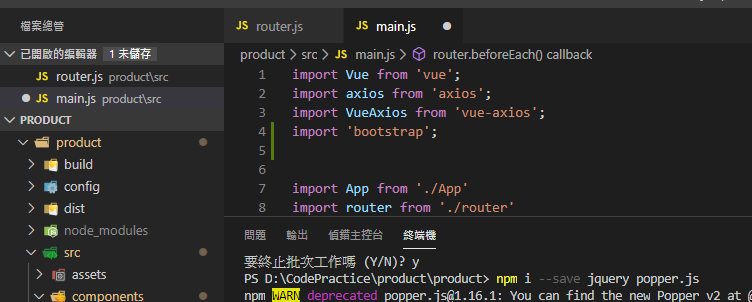 檔案總管
已開啟的編輯器 1 未儲存
JS router.js product\src
JS main.js product\src
PRODUCT
product
build
config
dist
node_modules
src
assets
components
JS router.js
JS main.js
product > src > JS main.js > router.beforeEach() callback
1 import Vue from 'vue';
2 import axios from 'axios';
3 import VueAxios from 'vue-axios';
4 import 'bootstrap';
5
6
7 import App from './App'
8 import router from './router'
問題 輸出 偵錯主控台 終端機
要終止批次工作嗎 (Y/N)? y
PS D:\CodePractice\product\product> npm i --save jquery popper.js
npm WARN deprecated popper.js@1.16.1: You can find the new Popper v2 at